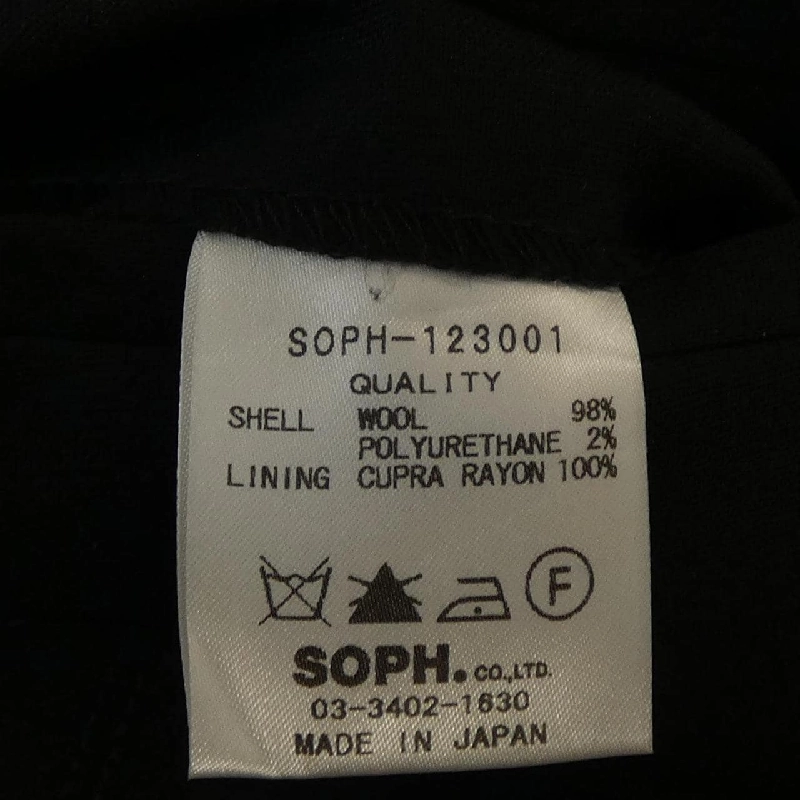 SOPH-123001
QUALITY
SHELL WOOL 98%
POLYURETHANE 2%
LINING CUPRA RAYON 100%
F
SOPH. CO.,LTD.
03-3402-1630
MADE IN JAPAN